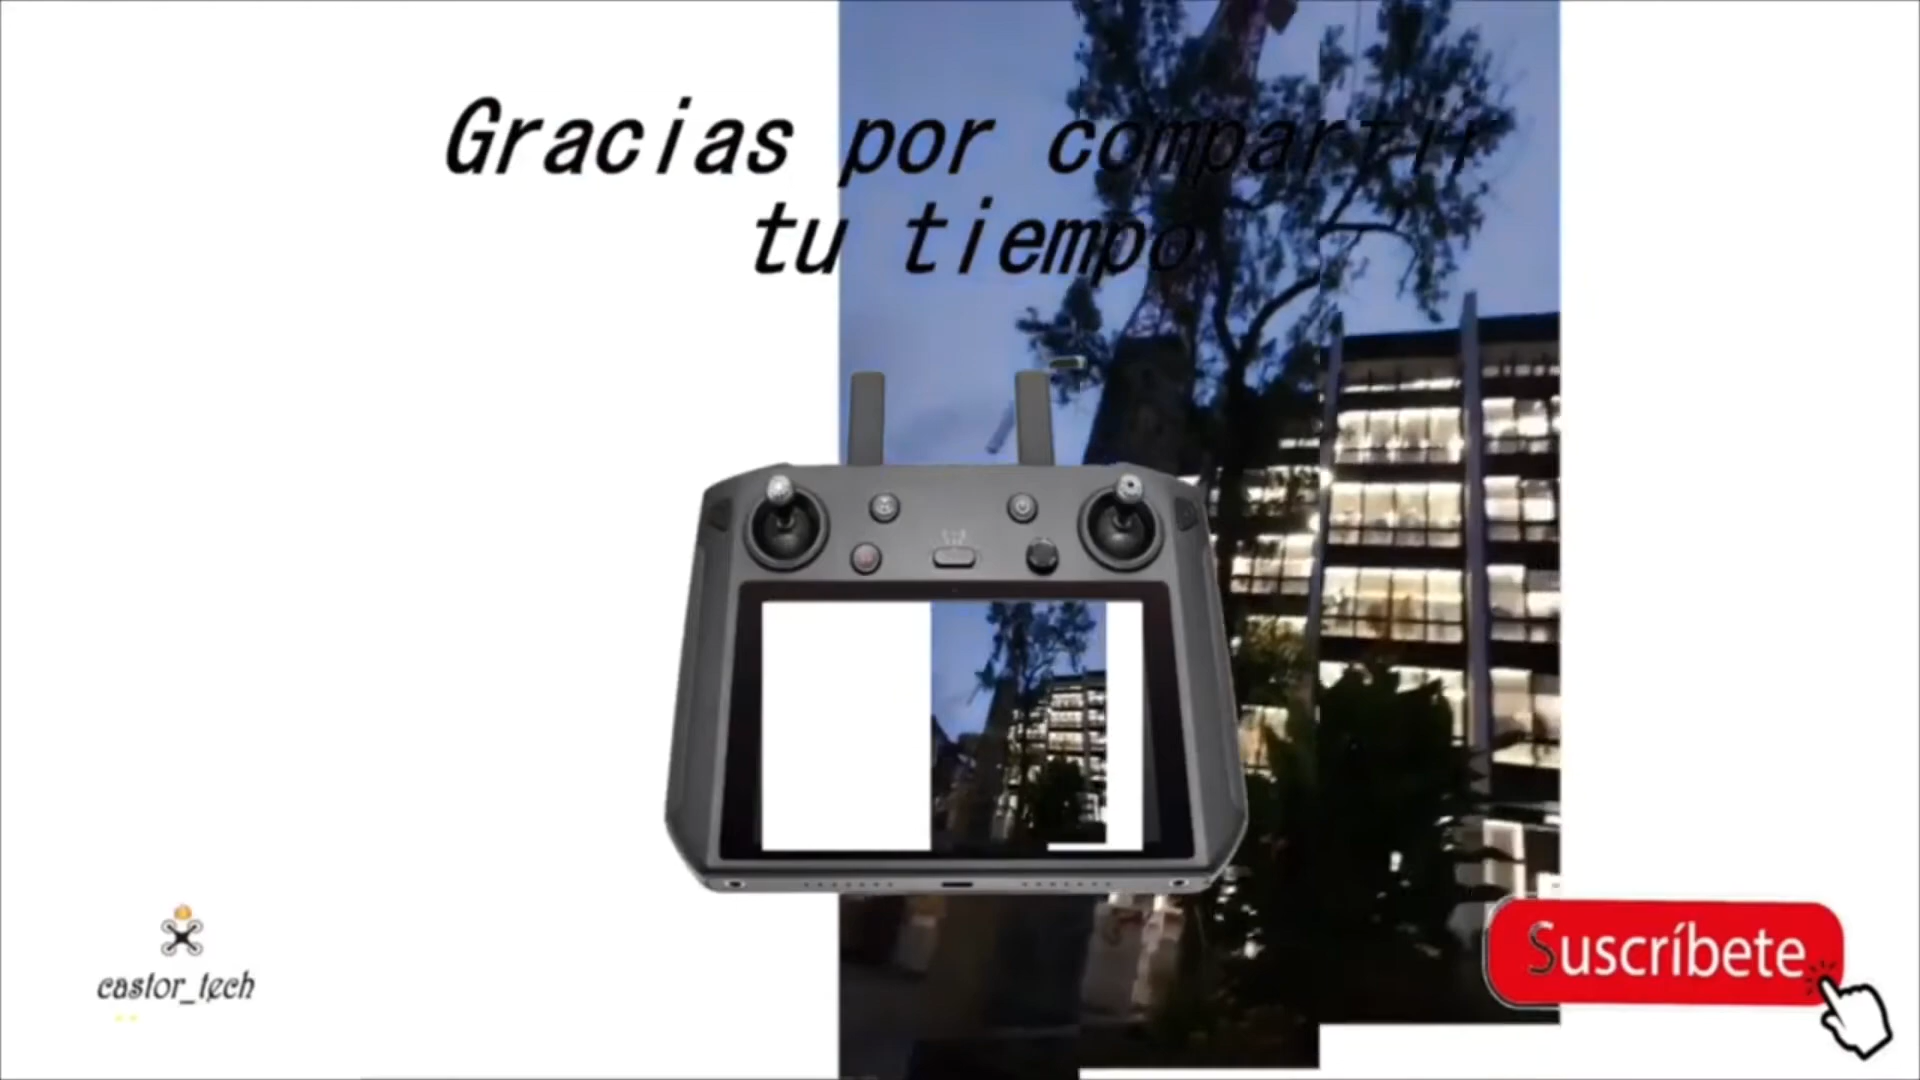 Gracias por compartir
tu tiempo
castor_tech
Suscríbete